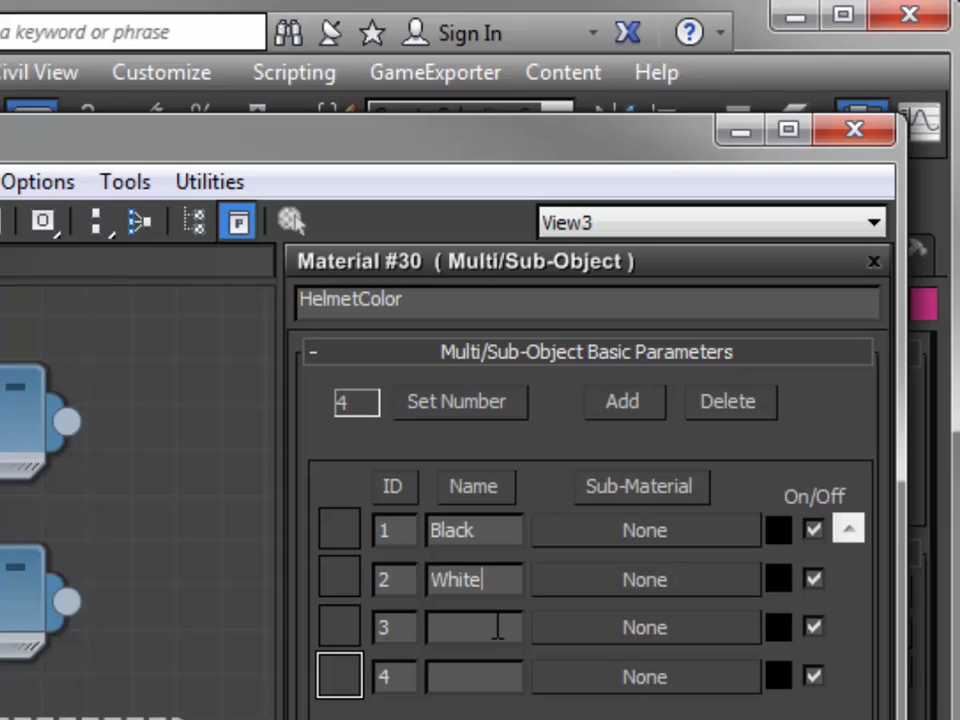 a keyword or phrase
Sign In
ivil View Customize Scripting GameExporter Content Help
Options Tools Utilities
P
View3
Material #30 ( Multi/Sub-Object )
HelmetColor
- Multi/Sub-Object Basic Parameters
4 Set Number Add Delete
ID Name Sub-Material On/Off
1 Black None
2 White None
3 None
4 None